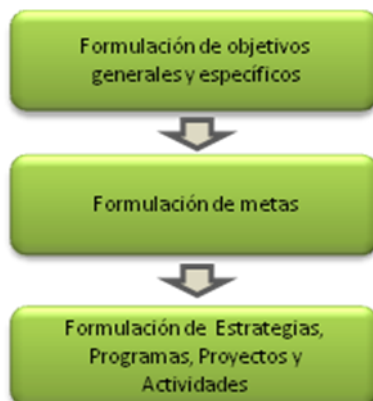 Formulación de objetivos
generales y específicos
Formulación de metas
Formulación de Estrategias,
Programas, Proyectos y
Actividades